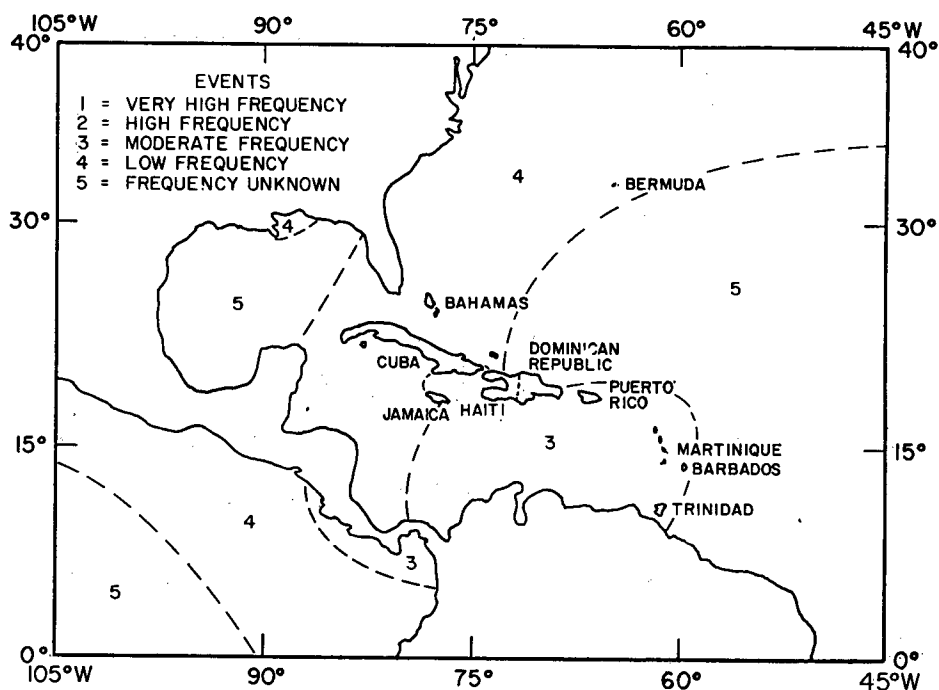 105°W 90° 75° 60° 45°W
40° 40°
EVENTS
1 = VERY HIGH FREQUENCY
2 = HIGH FREQUENCY
3 = MODERATE FREQUENCY
4 = LOW FREQUENCY
5 = FREQUENCY UNKNOWN
4
BERMUDA
30° 4 30°
5
5
BAHAMAS
CUBA
DOMINICAN
REPUBLIC
JAMAICA HAITI
PUERTO
RICO
15° 3 15°
MARTINIQUE
BARBADOS
TRINIDAD
4
3
5
0° 0°
105°W 90° 75° 60° 45°W